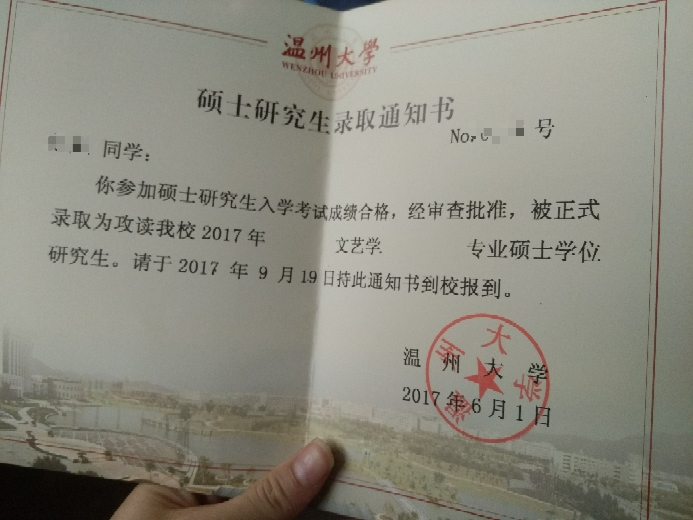 温州大学
WENZHOU UNIVERSITY
硕士研究生录取通知书
No. 号
同学：
你参加硕士研究生入学考试成绩合格，经审查批准，被正式
录取为攻读我校 2017 年 文艺学 专业硕士学位
研究生。请于 2017 年 9 月 19 日持此通知书到校报到。
温州大学
2017 年 6 月 1 日
温州大学